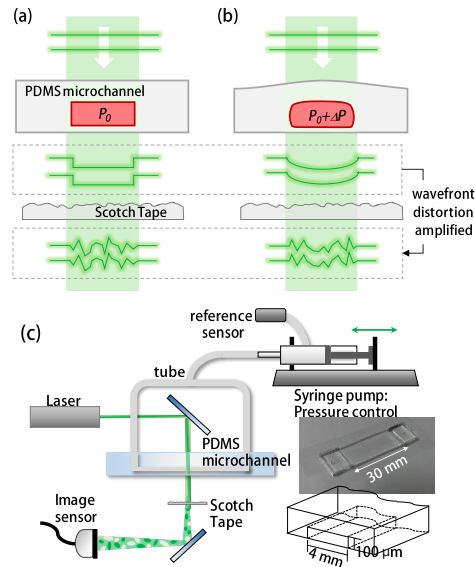 (a)
(b)
PDMS microchannel
P0
P0+ΔP
Scotch Tape
wavefront
distortion
amplified
(c)
reference
sensor
tube
Laser
Syringe pump:
Pressure control
PDMS
microchannel
30 mm
Image
sensor
Scotch
Tape
4 mm
100 μm